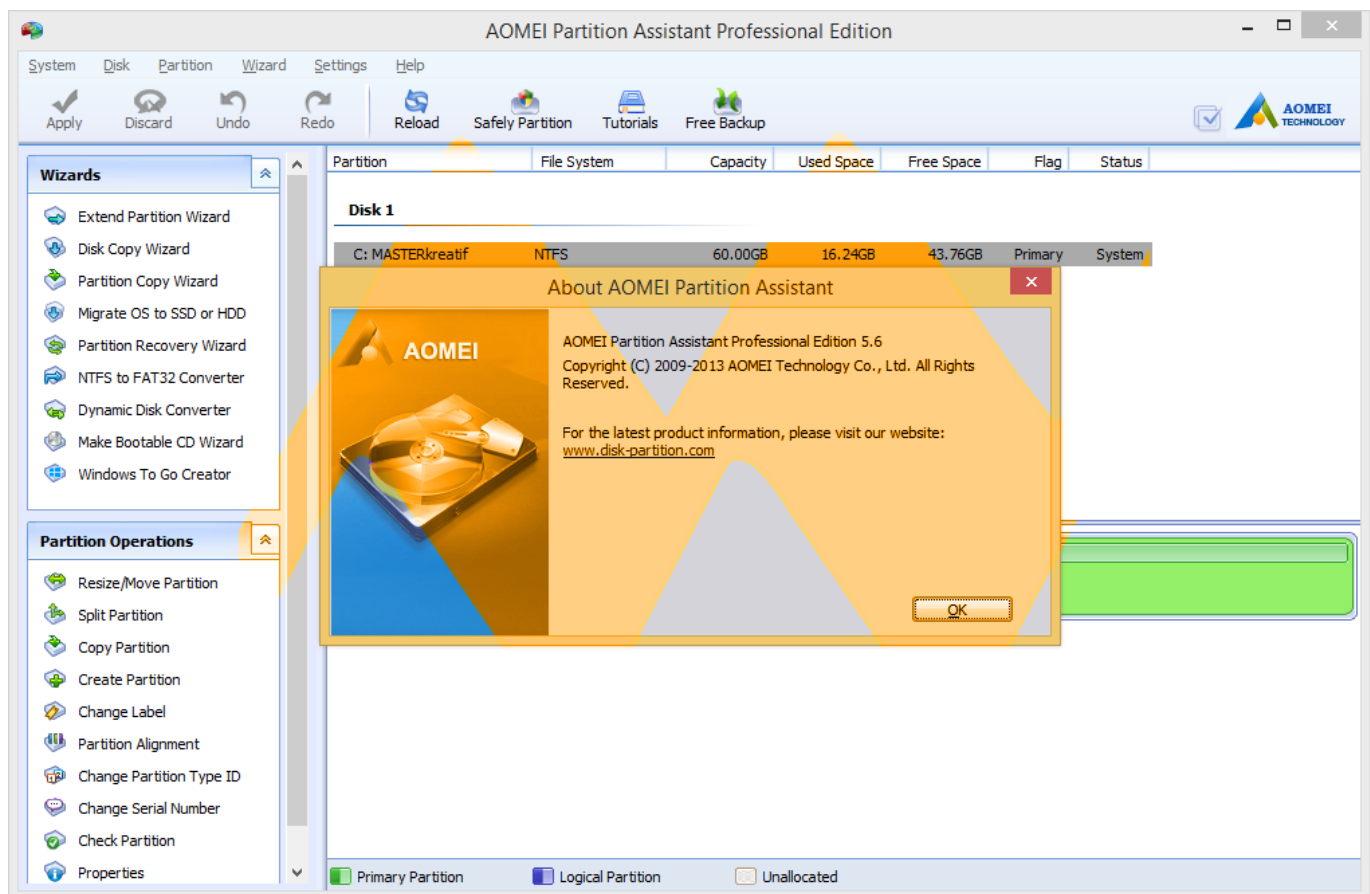 AOMEI Partition Assistant Professional Edition
System Disk Partition Wizard Settings Help
Apply Discard Undo Redo Reload Safely Partition Tutorials Free Backup
AOMEI
TECHNOLOGY
Wizards
Extend Partition Wizard
Disk Copy Wizard
Partition Copy Wizard
Migrate OS to SSD or HDD
Partition Recovery Wizard
NTFS to FAT32 Converter
Dynamic Disk Converter
Make Bootable CD Wizard
Windows To Go Creator
Partition Operations
Resize/Move Partition
Split Partition
Copy Partition
Create Partition
Change Label
Partition Alignment
Change Partition Type ID
Change Serial Number
Check Partition
Properties
Partition File System Capacity Used Space Free Space Flag Status
Disk 1
C: MASTERkreatif NTFS 60.00GB 16.24GB 43.76GB Primary System
About AOMEI Partition Assistant
AOMEI
AOMEI Partition Assistant Professional Edition 5.6
Copyright (C) 2009-2013 AOMEI Technology Co., Ltd. All Rights
Reserved.
For the latest product information, please visit our website:
www.disk-partition.com
OK
Primary Partition Logical Partition Unallocated